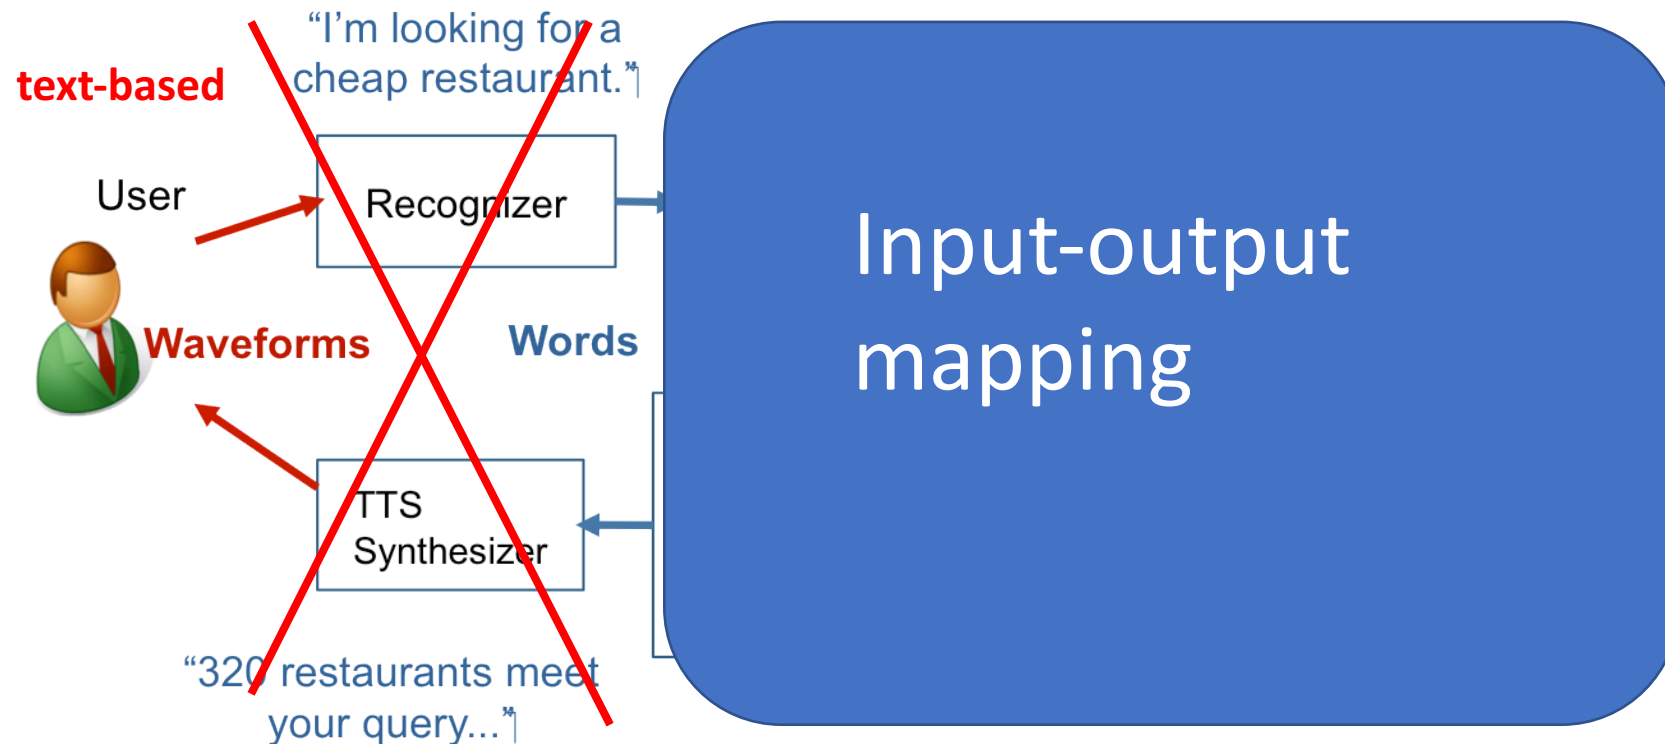 “I’m looking for a
cheap restaurant.”
text-based
User
Recognizer
Input-output
mapping
Waveforms
Words
TTS
Synthesizer
“320 restaurants meet
your query...”